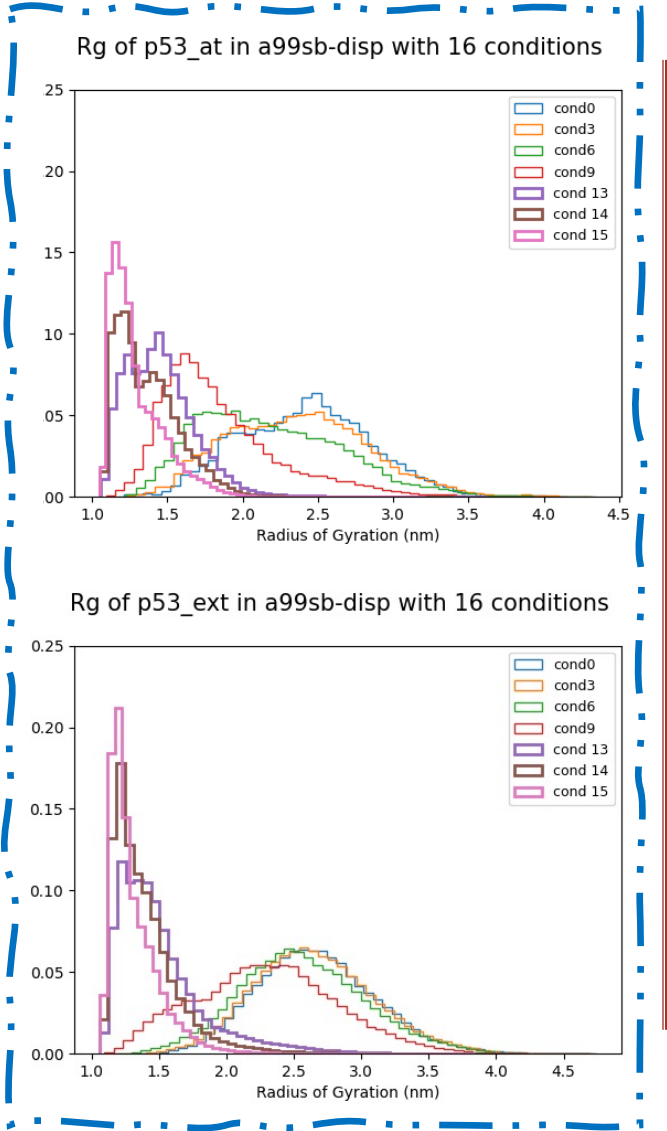 Rg of p53_at in a99sb-disp with 16 conditions
25
20
15
10
05
00
1.0 1.5 2.0 2.5 3.0 3.5 4.0 4.5
Radius of Gyration (nm)
cond0
cond3
cond6
cond9
cond 13
cond 14
cond 15
Rg of p53_ext in a99sb-disp with 16 conditions
0.25
0.20
0.15
0.10
0.05
0.00
1.0 1.5 2.0 2.5 3.0 3.5 4.0 4.5
Radius of Gyration (nm)
cond0
cond3
cond6
cond9
cond 13
cond 14
cond 15